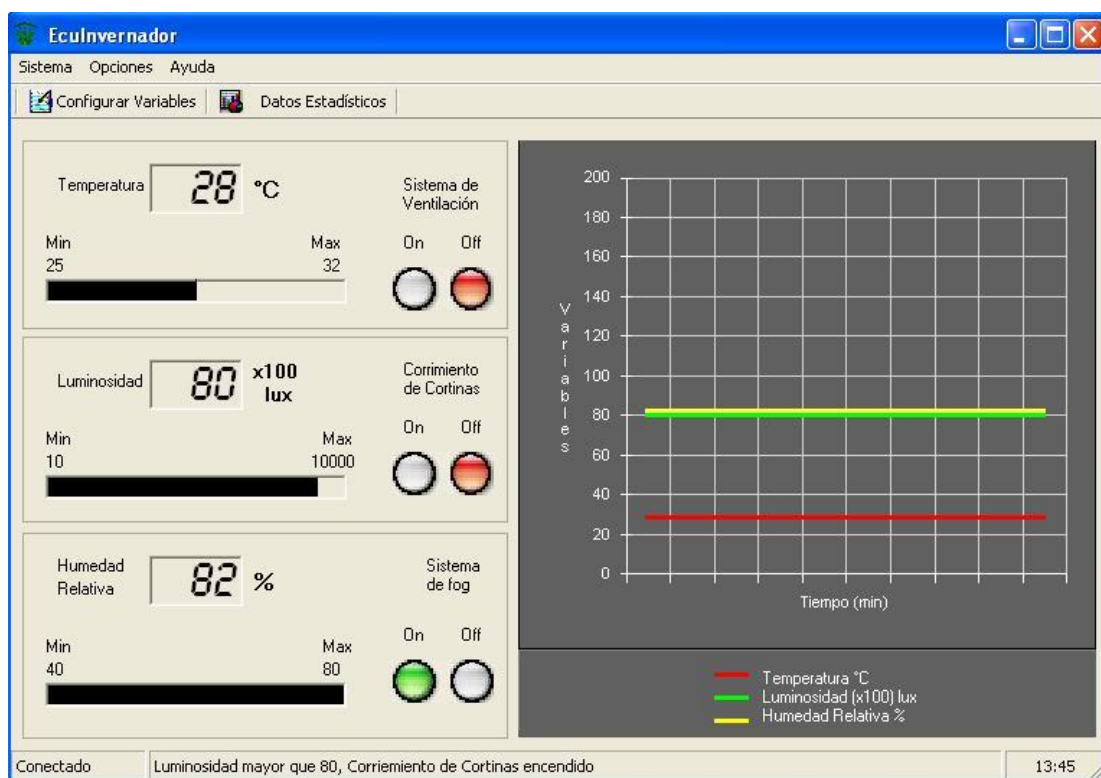 EcuInvernador
Sistema Opciones Ayuda
Configurar Variables Datos Estadísticos
Temperatura 28 °C
Sistema de
Ventilación
Min Max
25 32
On Off
Luminosidad 80 x100
lux
Corrimiento
de Cortinas
Min Max
10 10000
On Off
Humedad
Relativa
82 %
Sistema
de fog
Min Max
40 80
On Off
Variables
200
180
160
140
120
100
80
60
40
20
0
Tiempo (min)
Temperatura °C
Luminosidad (x100) lux
Humedad Relativa %
Conectado Luminosidad mayor que 80, Corriemiento de Cortinas encendido 13:45